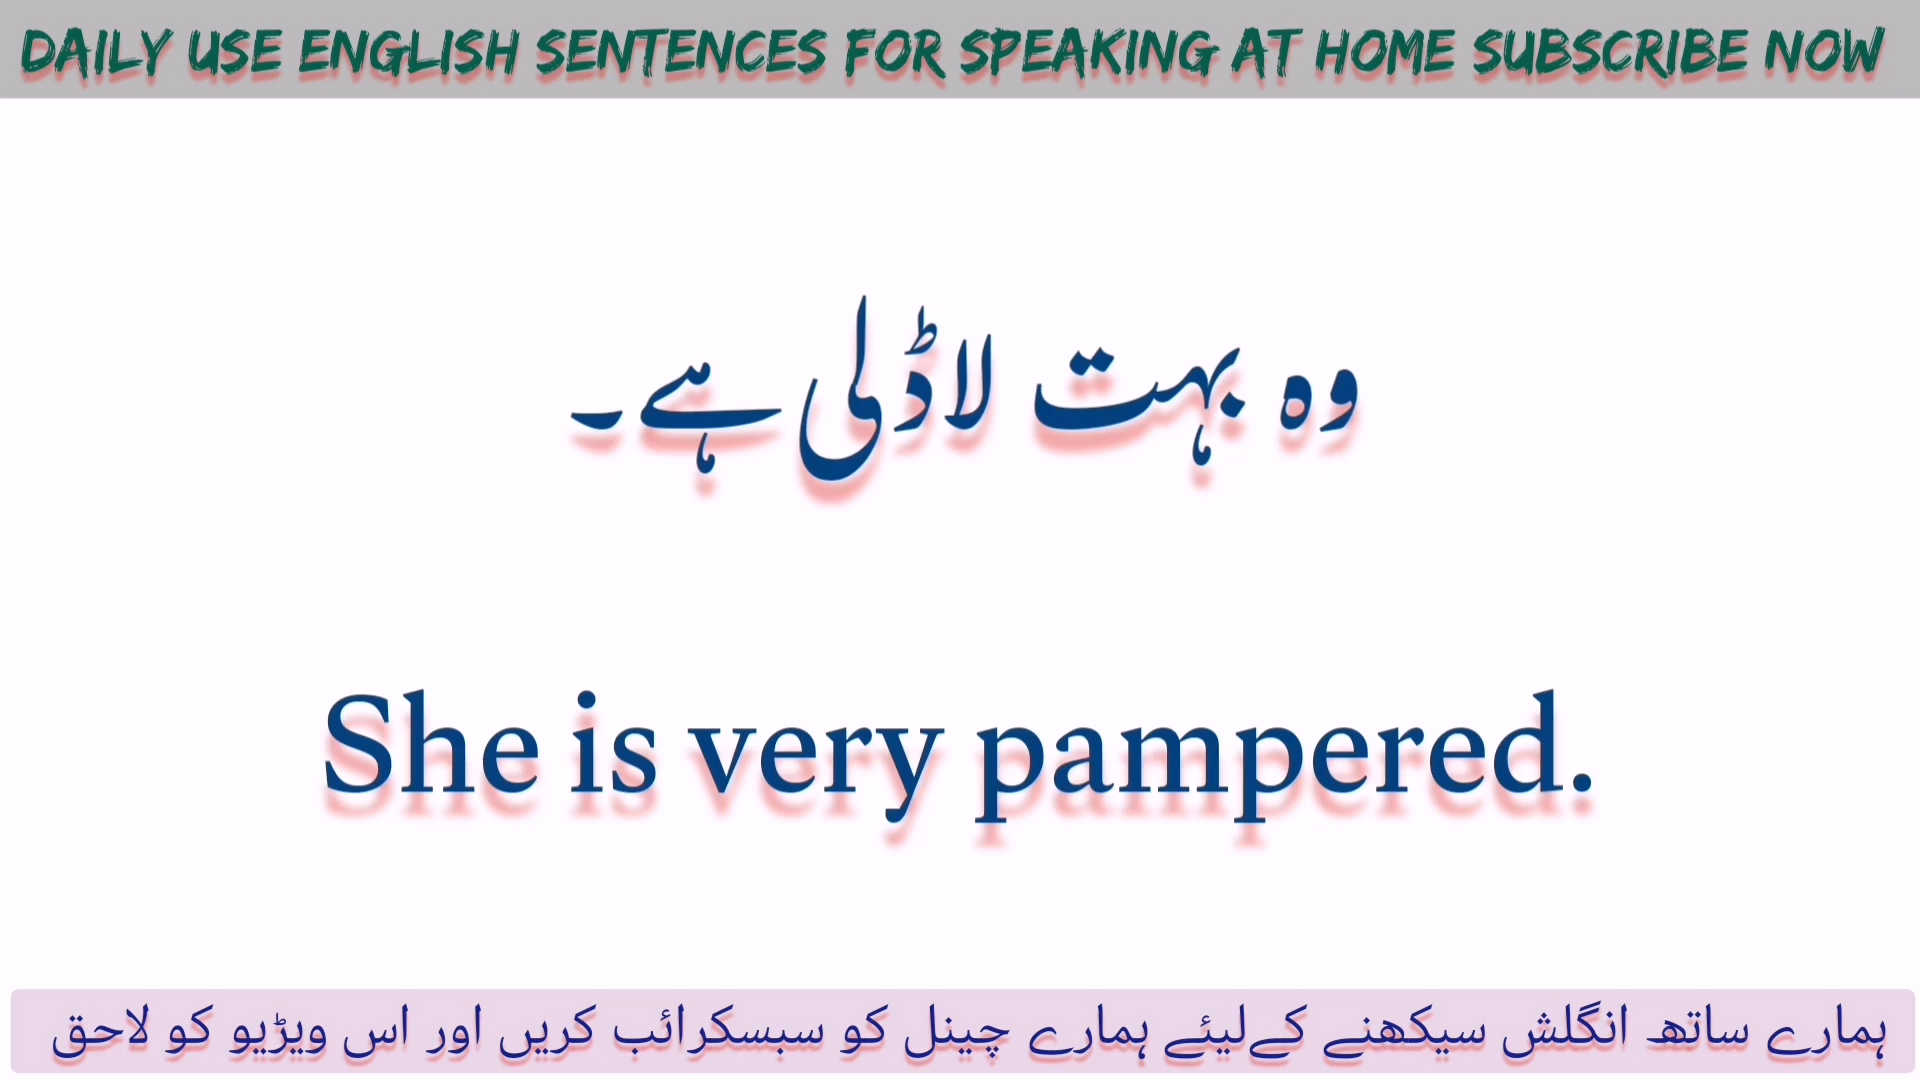 DAILY USE ENGLISH SENTENCES FOR SPEAKING AT HOME SUBSCRIBE NOW
وہ بہت لاڈلی ہے۔
She is very pampered.
ہمارے ساتھ انگلش سیکھنے کےلیئے ہمارے چینل کو سبسکرائب کریں اور اس ویڑیو کو لاحق